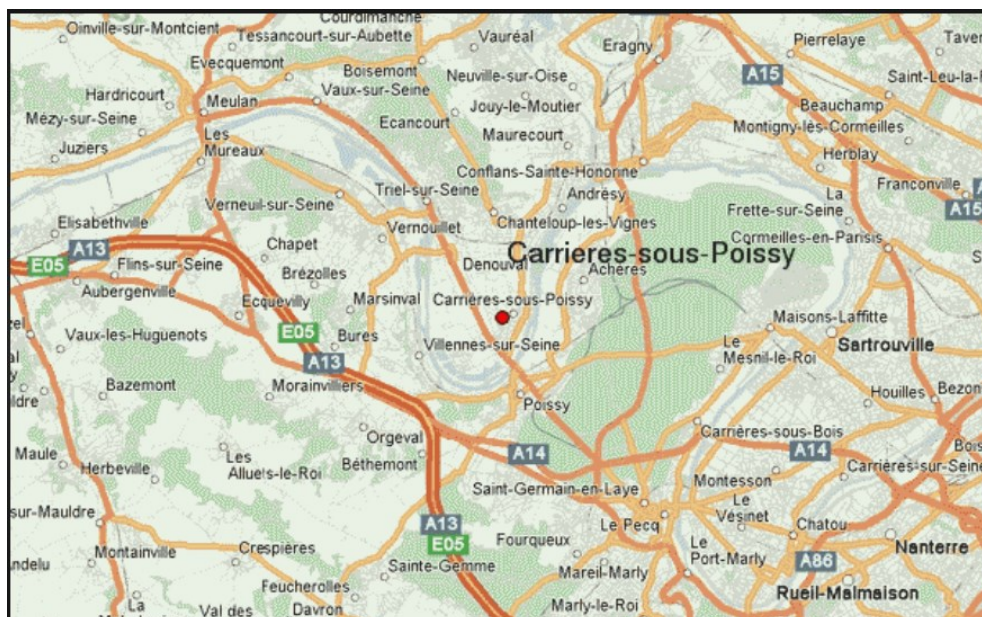 Courdimanche
Oinville-sur-Montcient
Tessancourt-sur-Aubette
Vauréal
Eragny
Pierrelaye
Evecquemont
Boisemont
Neuville-sur-Oise
A15
Hardricourt
Meulan
Vaux-sur-Seine
Jouy-le-Moutier
Beauchamp
Mézy-sur-Seine
Ecancourt
Maurecourt
Montigny-lès-Cormeilles
Juziers
Les
Mureaux
Conflans-Sainte-Honorine
Herblay
Triel-sur-Seine
Andrésy
Franconville
Verneuil-sur-Seine
La
Frette-sur-Seine
A15
Elisabethville
Vernouillet
Chanteloup-les-Vignes
Cormeilles-en-Parisis
A13
Chapet
Carrieres-sous-Poissy
E05
Flins-sur-Seine
Brézolles
Denouval
Achères
Aubergenville
Ecquevilly
Marsinval
Carrières-sous-Poissy
Maisons-Laffitte
Vaux-les-Huguenots
E05
Bures
Villennes-sur-Seine
Le
Mesnil-le-Roi
Sartrouville
A13
Bazemont
Morainvilliers
Poissy
Houilles
Orgeval
Carrières-sous-Bois
Maule
Les
Alluets-le-Roi
Béthemont
A14
A14
Herbeville
Saint-Germain-en-Laye
Montesson
Carrières-sur-Seine
sur-Mauldre
A13
Le Pecq
Le
Vésinet
Chatou
E05
Montainville
Crespières
Fourqueux
Le
Port-Marly
Nanterre
Sainte-Gemme
Mareil-Marly
A86
Feucherolles
Rueil-Malmaison
La
Val des
Davron
Marly-le-Roi